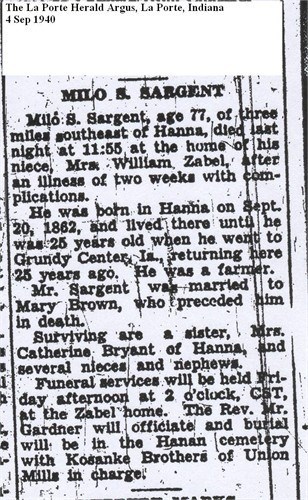 The La Porte Herald Argus, La Porte, Indiana
4 Sep 1940
MILO S. SARGENT
Milo S. Sargent, age 77, of three
miles southeast of Hanna, died last
night at 11:55 at the home of his
niece, Mrs. William Zabel, after
an illness of two weeks with com-
plications.
He was born in Hanna on Sept.
20, 1862, and lived there until he
was 25 years old when he went to
Grundy Center, Ia., returning here
25 years ago. He was a farmer.
Mr. Sargent was married to
Mary Brown, who preceded him
in death.
Surviving are a sister, Mrs.
Catherine Bryant of Hanna, and
several nieces and nephews.
Funeral services will be held Fri-
day afternoon at 2 o'clock, CST,
at the Zabel home. The Rev. Mr.
Gardner will officiate and burial
will be in the Hanan cemetery
with Kosanke Brothers of Union
Mills in charge.
MARKS